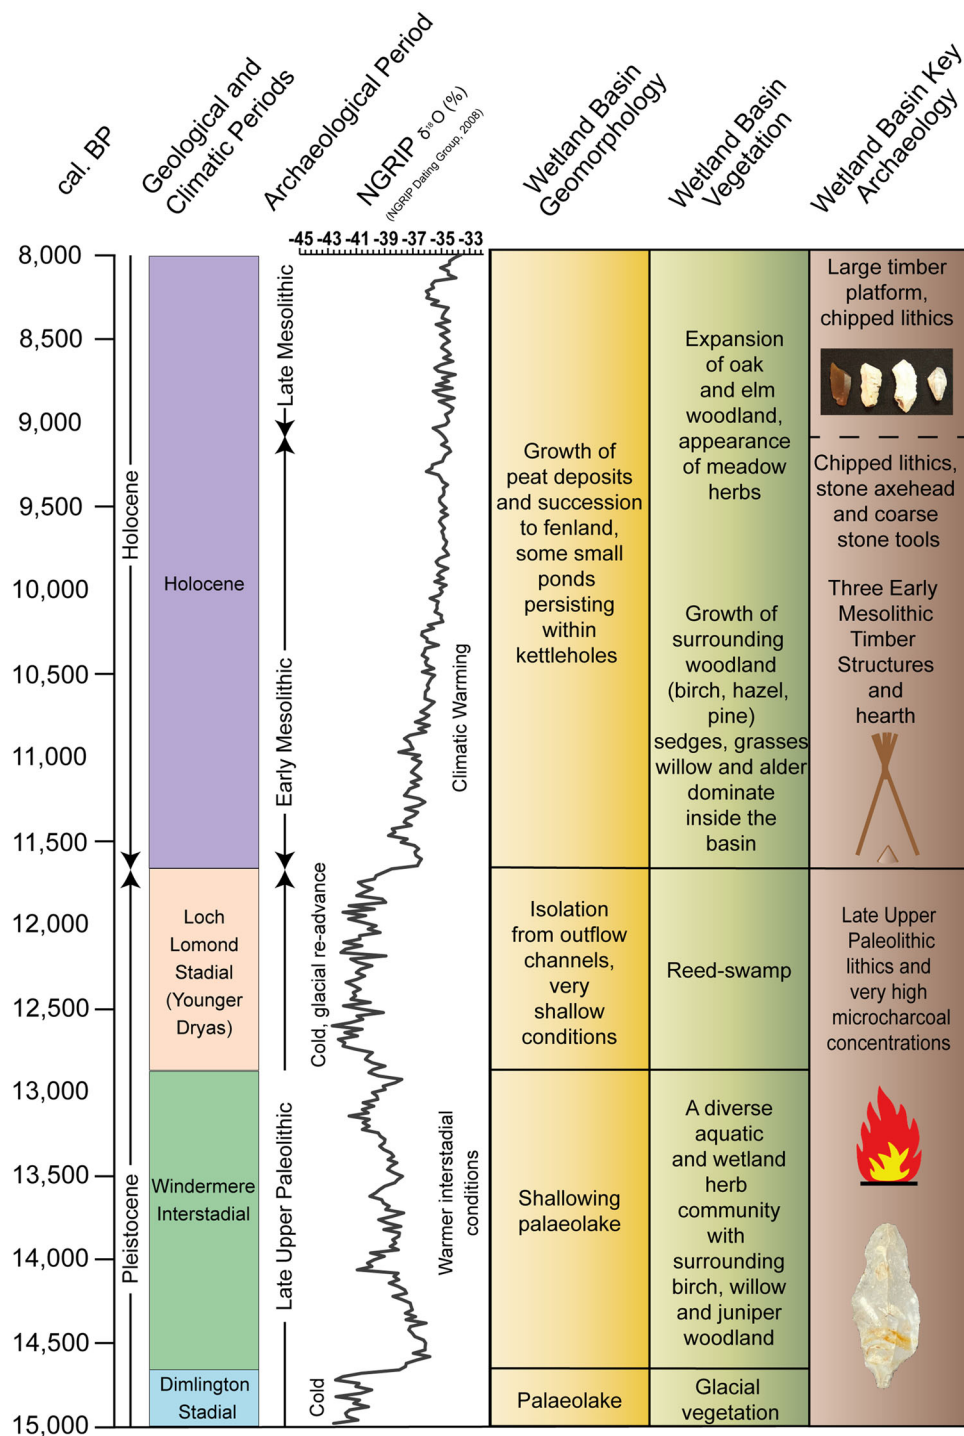 cal. BP
Geological and
Climatic Periods
Archaeological Period
NGRIP δ¹⁸O (%)
(NGRIP Dating Group, 2008)
Wetland Basin
Geomorphology
Wetland Basin
Vegetation
Wetland Basin Key
Archaeology
-45 -43 -41 -39 -37 -35 -33
8,000
8,500
9,000
9,500
10,000
10,500
11,000
11,500
12,000
12,500
13,000
13,500
14,000
14,500
15,000
Holocene
Pleistocene
Holocene
Loch
Lomond
Stadial
(Younger
Dryas)
Windermere
Interstadial
Dimlington
Stadial
Late Mesolithic
Early Mesolithic
Late Upper Paleolithic
Climatic Warming
Cold, glacial re-advance
Warmer interstadial
conditions
Cold
Growth of
peat deposits
and succession
to fenland,
some small
ponds
persisting
within
kettleholes
Isolation
from outflow
channels,
very
shallow
conditions
Shallowing
palaeolake
Palaeolake
Expansion
of oak
and elm
woodland,
appearance
of meadow
herbs
Growth of
surrounding
woodland
(birch, hazel,
pine)
sedges, grasses
willow and alder
dominate
inside the
basin
Reed-swamp
A diverse
aquatic
and wetland
herb
community
with
surrounding
birch, willow
and juniper
woodland
Glacial
vegetation
Large timber
platform,
chipped lithics
Chipped lithics,
stone axehead
and coarse
stone tools
Three Early
Mesolithic
Timber
Structures
and
hearth
Late Upper
Paleolithic
lithics and
very high
microcharcoal
concentrations